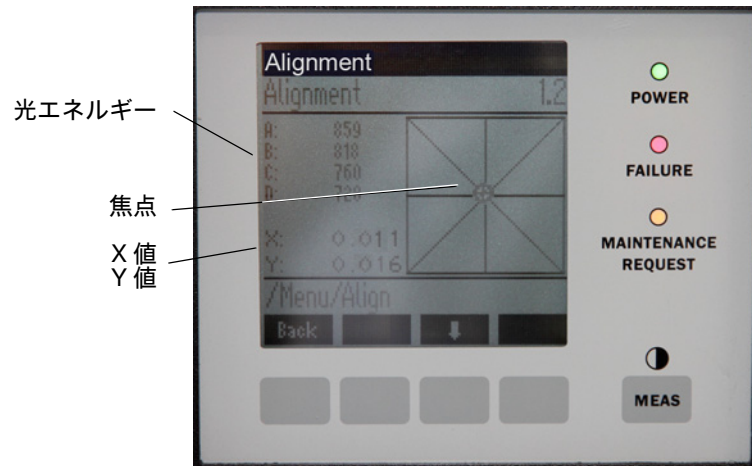 Alignment
Alignment 1.2
光エネルギー
A: 859
B: 818
C: 760
D: 728
焦点
X 値
Y 値
X: 0.011
Y: 0.016
/Menu/Align
Back
POWER
FAILURE
MAINTENANCE
REQUEST
MEAS